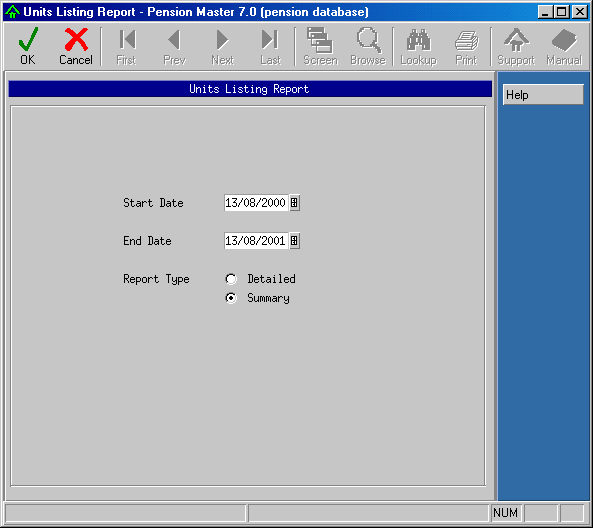 Units Listing Report - Pension Master 7.0 (pension database)
OK Cancel First Prev Next Last Screen Browse Lookup Print Support Manual
Units Listing Report
Help
Start Date 13/08/2000
End Date 13/08/2001
Report Type Detailed
Summary
NUM